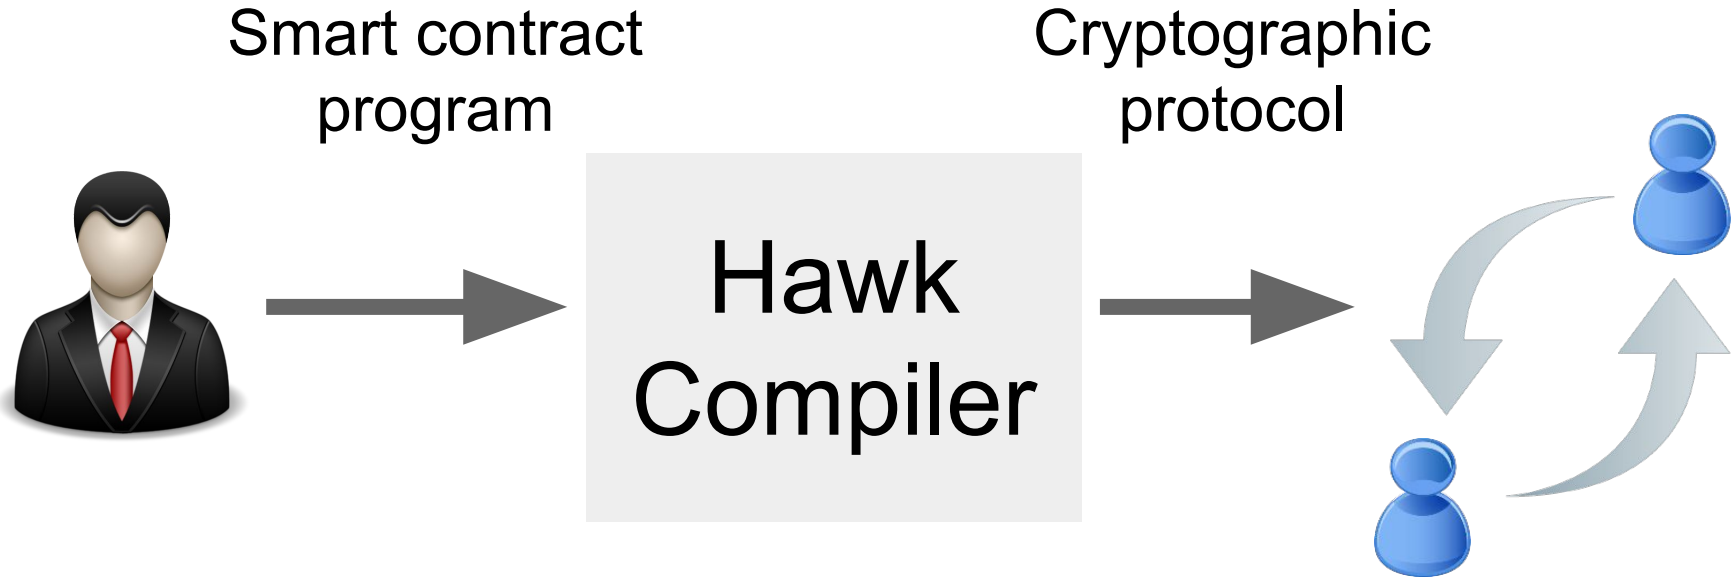 Smart contract
program
Cryptographic
protocol
Hawk
Compiler